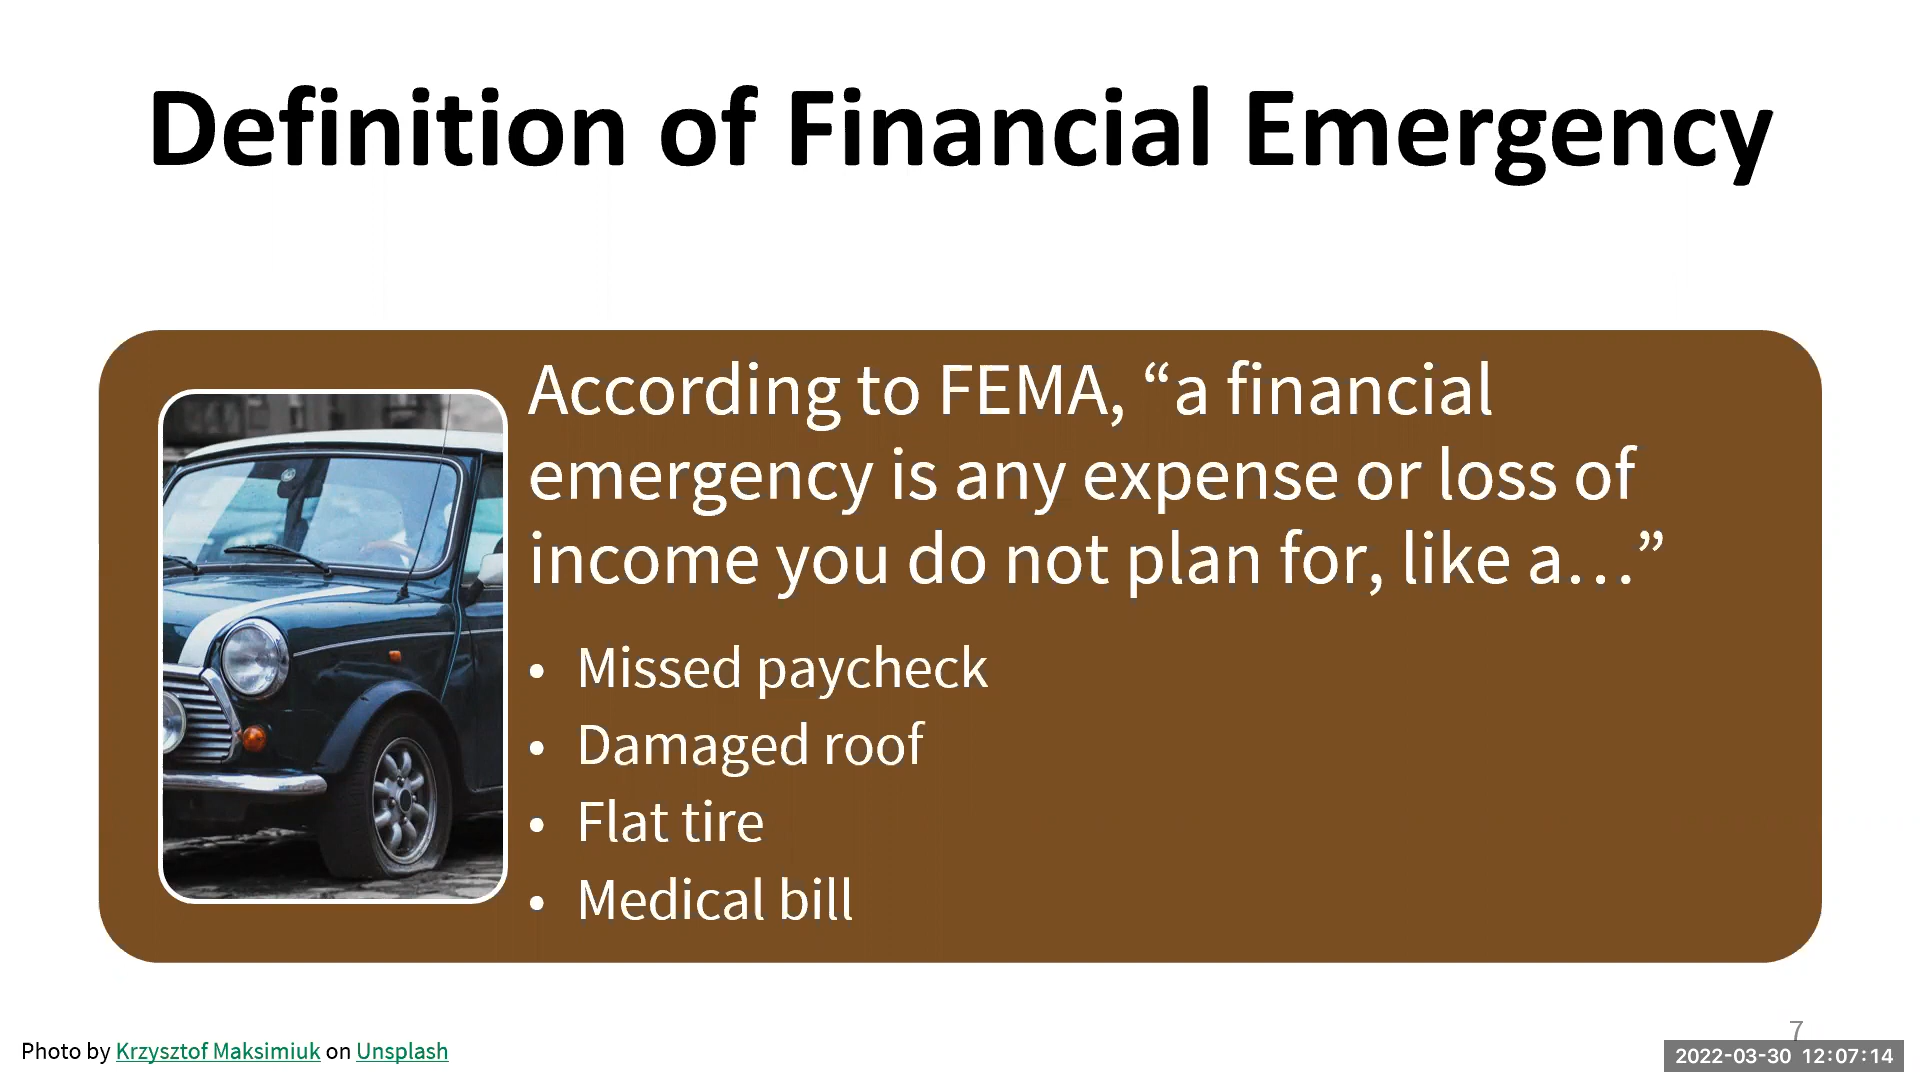 Definition of Financial Emergency
According to FEMA, “a financial
emergency is any expense or loss of
income you do not plan for, like a…”
• Missed paycheck
• Damaged roof
• Flat tire
• Medical bill
7
Photo by Krzysztof Maksimiuk on Unsplash
2022-03-30 12:07:14